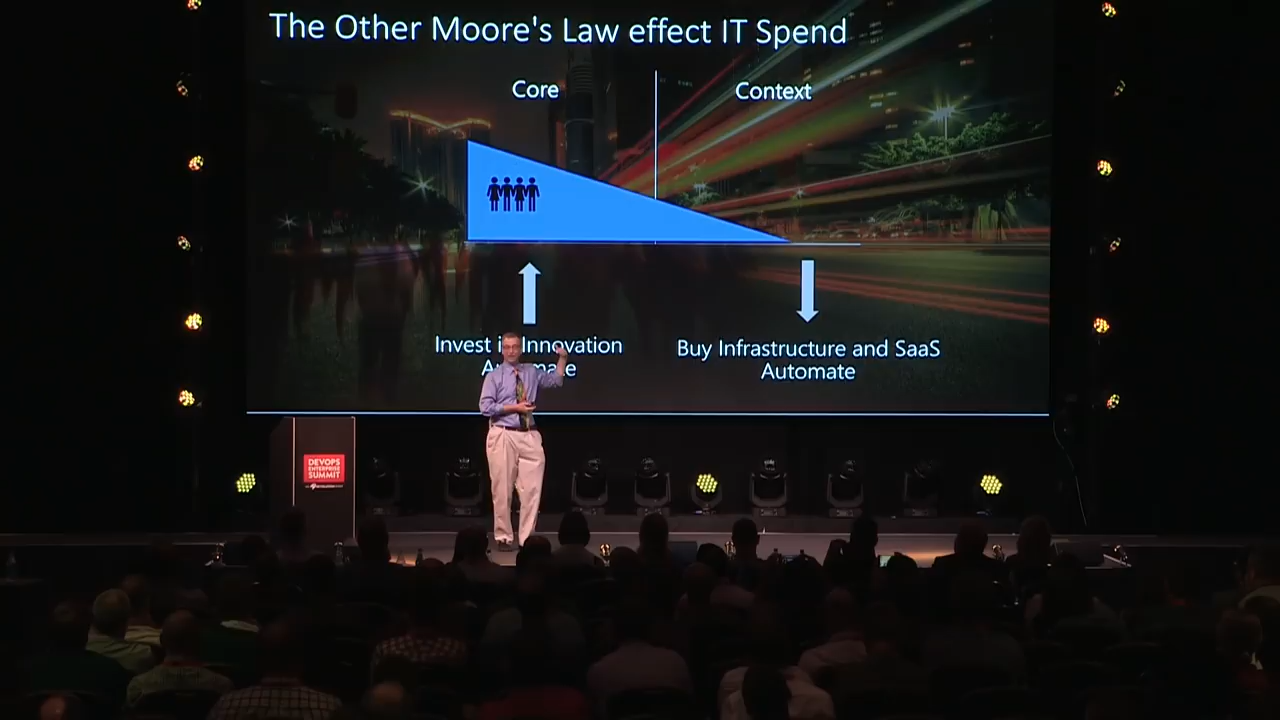 The Other Moore's Law effect IT Spend
Core
Context
Invest Innovation
Buy Infrastructure and SaaS
Automate
DEVOPS
ENTERPRISE
SUMMIT